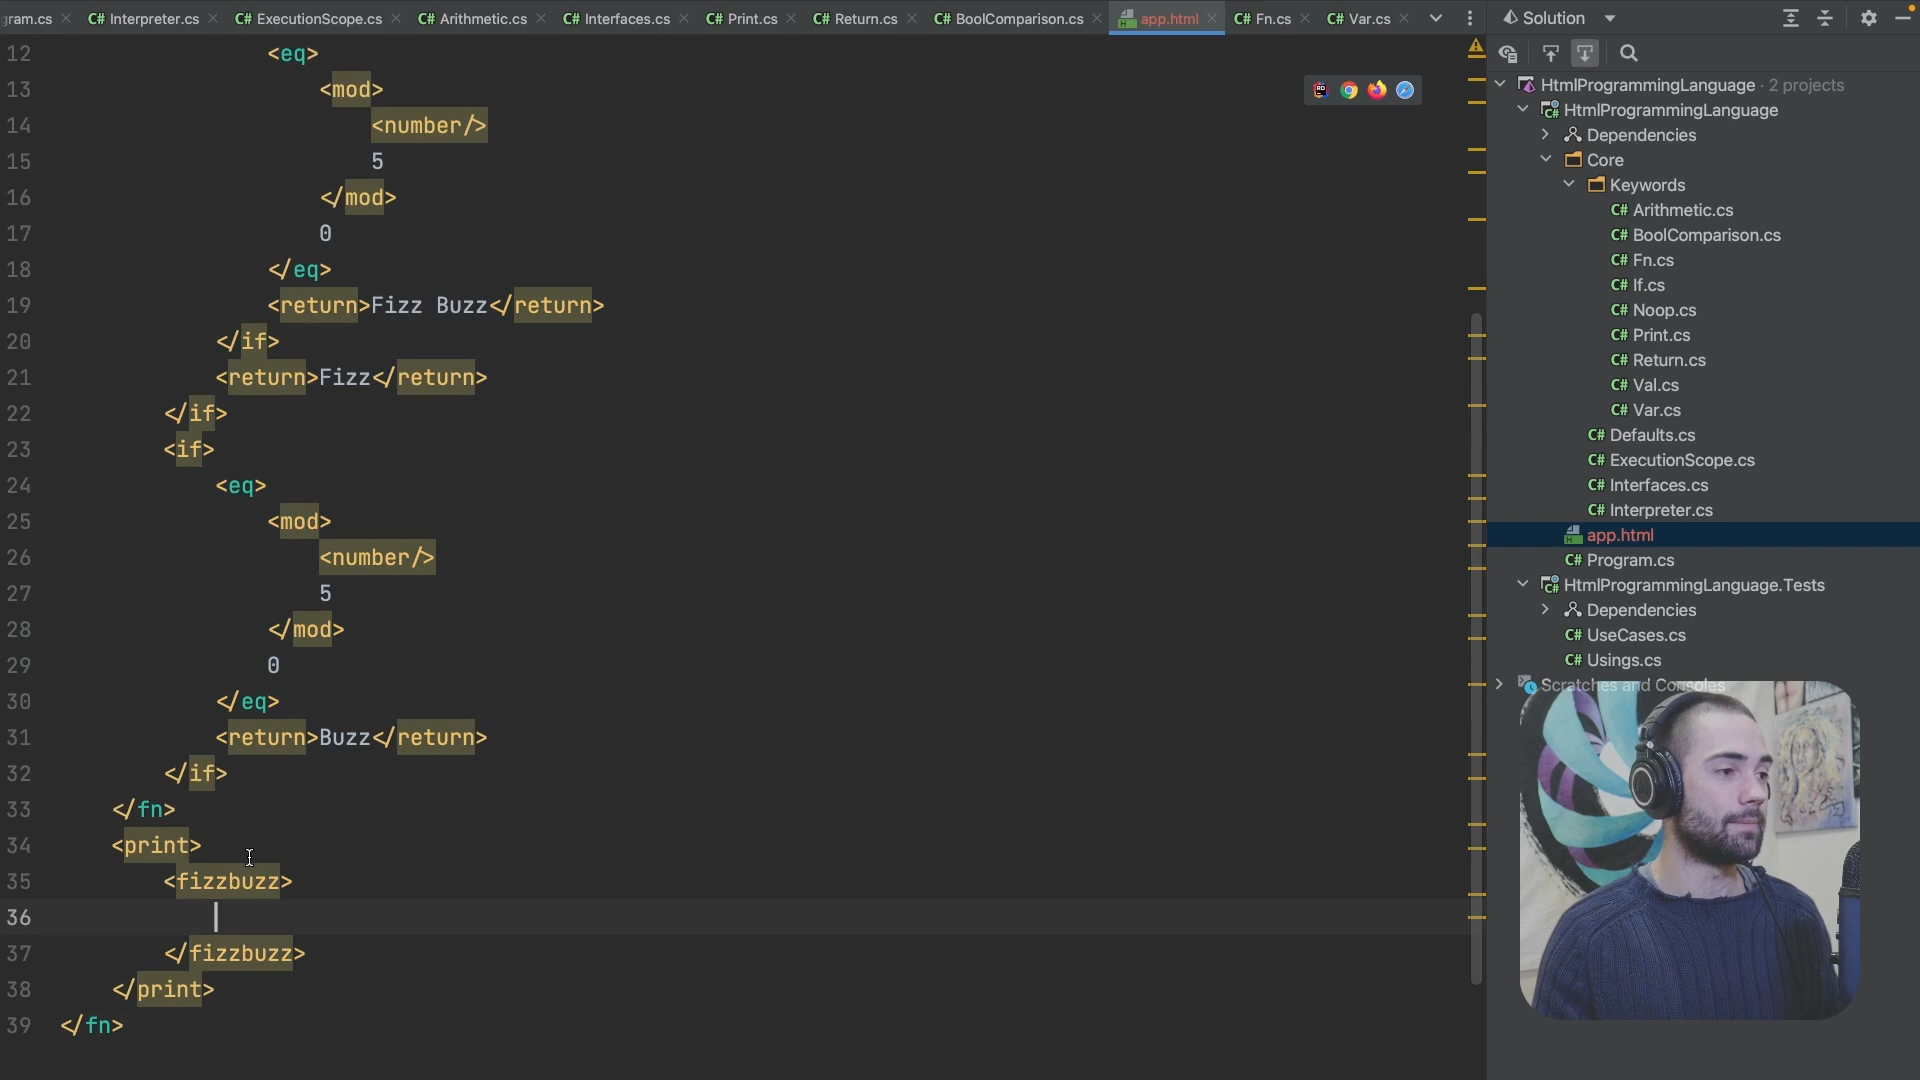 gram.cs
C# Interpreter.cs
C# ExecutionScope.cs
C# Arithmetic.cs
C# Interfaces.cs
C# Print.cs
C# Return.cs
C# BoolComparison.cs
app.html
C# Fn.cs
C# Var.cs
Solution
12 <eq>
13 <mod>
14 <number/>
15 5
16 </mod>
17 0
18 </eq>
19 <return>Fizz Buzz</return>
20 </if>
21 <return>Fizz</return>
22 </if>
23 <if>
24 <eq>
25 <mod>
26 <number/>
27 5
28 </mod>
29 0
30 </eq>
31 <return>Buzz</return>
32 </if>
33 </fn>
34 <print>
35 <fizzbuzz>
36
37 </fizzbuzz>
38 </print>
39 </fn>
HtmlProgrammingLanguage · 2 projects
C# HtmlProgrammingLanguage
Dependencies
Core
Keywords
C# Arithmetic.cs
C# BoolComparison.cs
C# Fn.cs
C# If.cs
C# Noop.cs
C# Print.cs
C# Return.cs
C# Val.cs
C# Var.cs
C# Defaults.cs
C# ExecutionScope.cs
C# Interfaces.cs
C# Interpreter.cs
app.html
C# Program.cs
C# HtmlProgrammingLanguage.Tests
Dependencies
C# UseCases.cs
C# Usings.cs
Scratches and Consoles